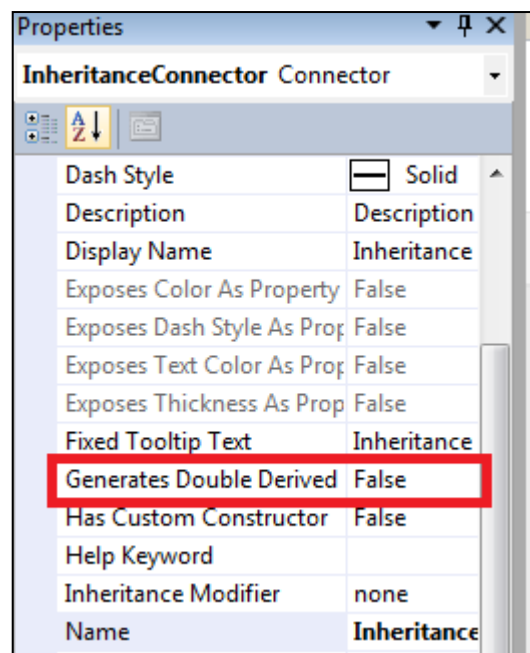 Properties
InheritanceConnector Connector
A
Z
Dash Style Solid
Description Description
Display Name Inheritance
Exposes Color As Property False
Exposes Dash Style As Prop False
Exposes Text Color As Prop False
Exposes Thickness As Prop False
Fixed Tooltip Text Inheritance
Generates Double Derived False
Has Custom Constructor False
Help Keyword
Inheritance Modifier none
Name Inheritance